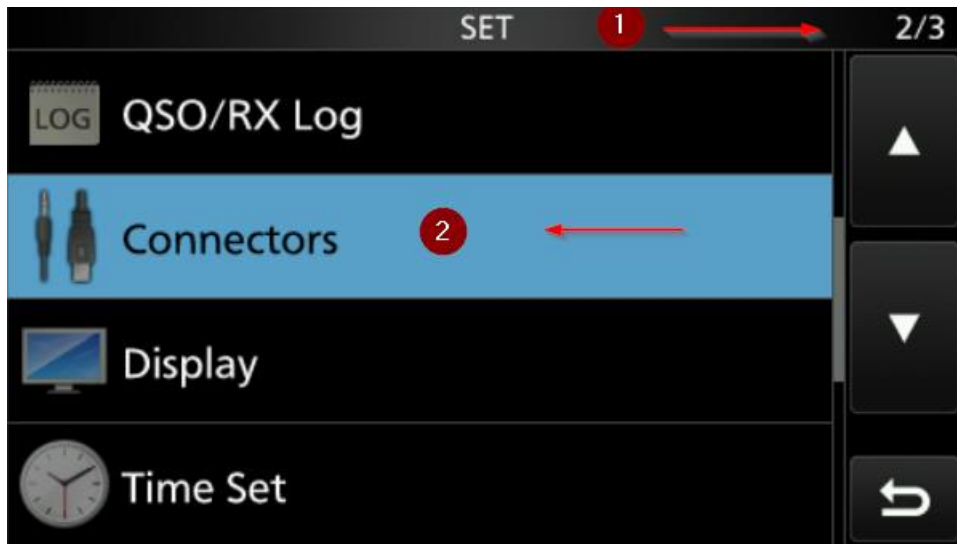 SET 1 2/3
LOG QSO/RX Log
Connectors 2
Display
Time Set